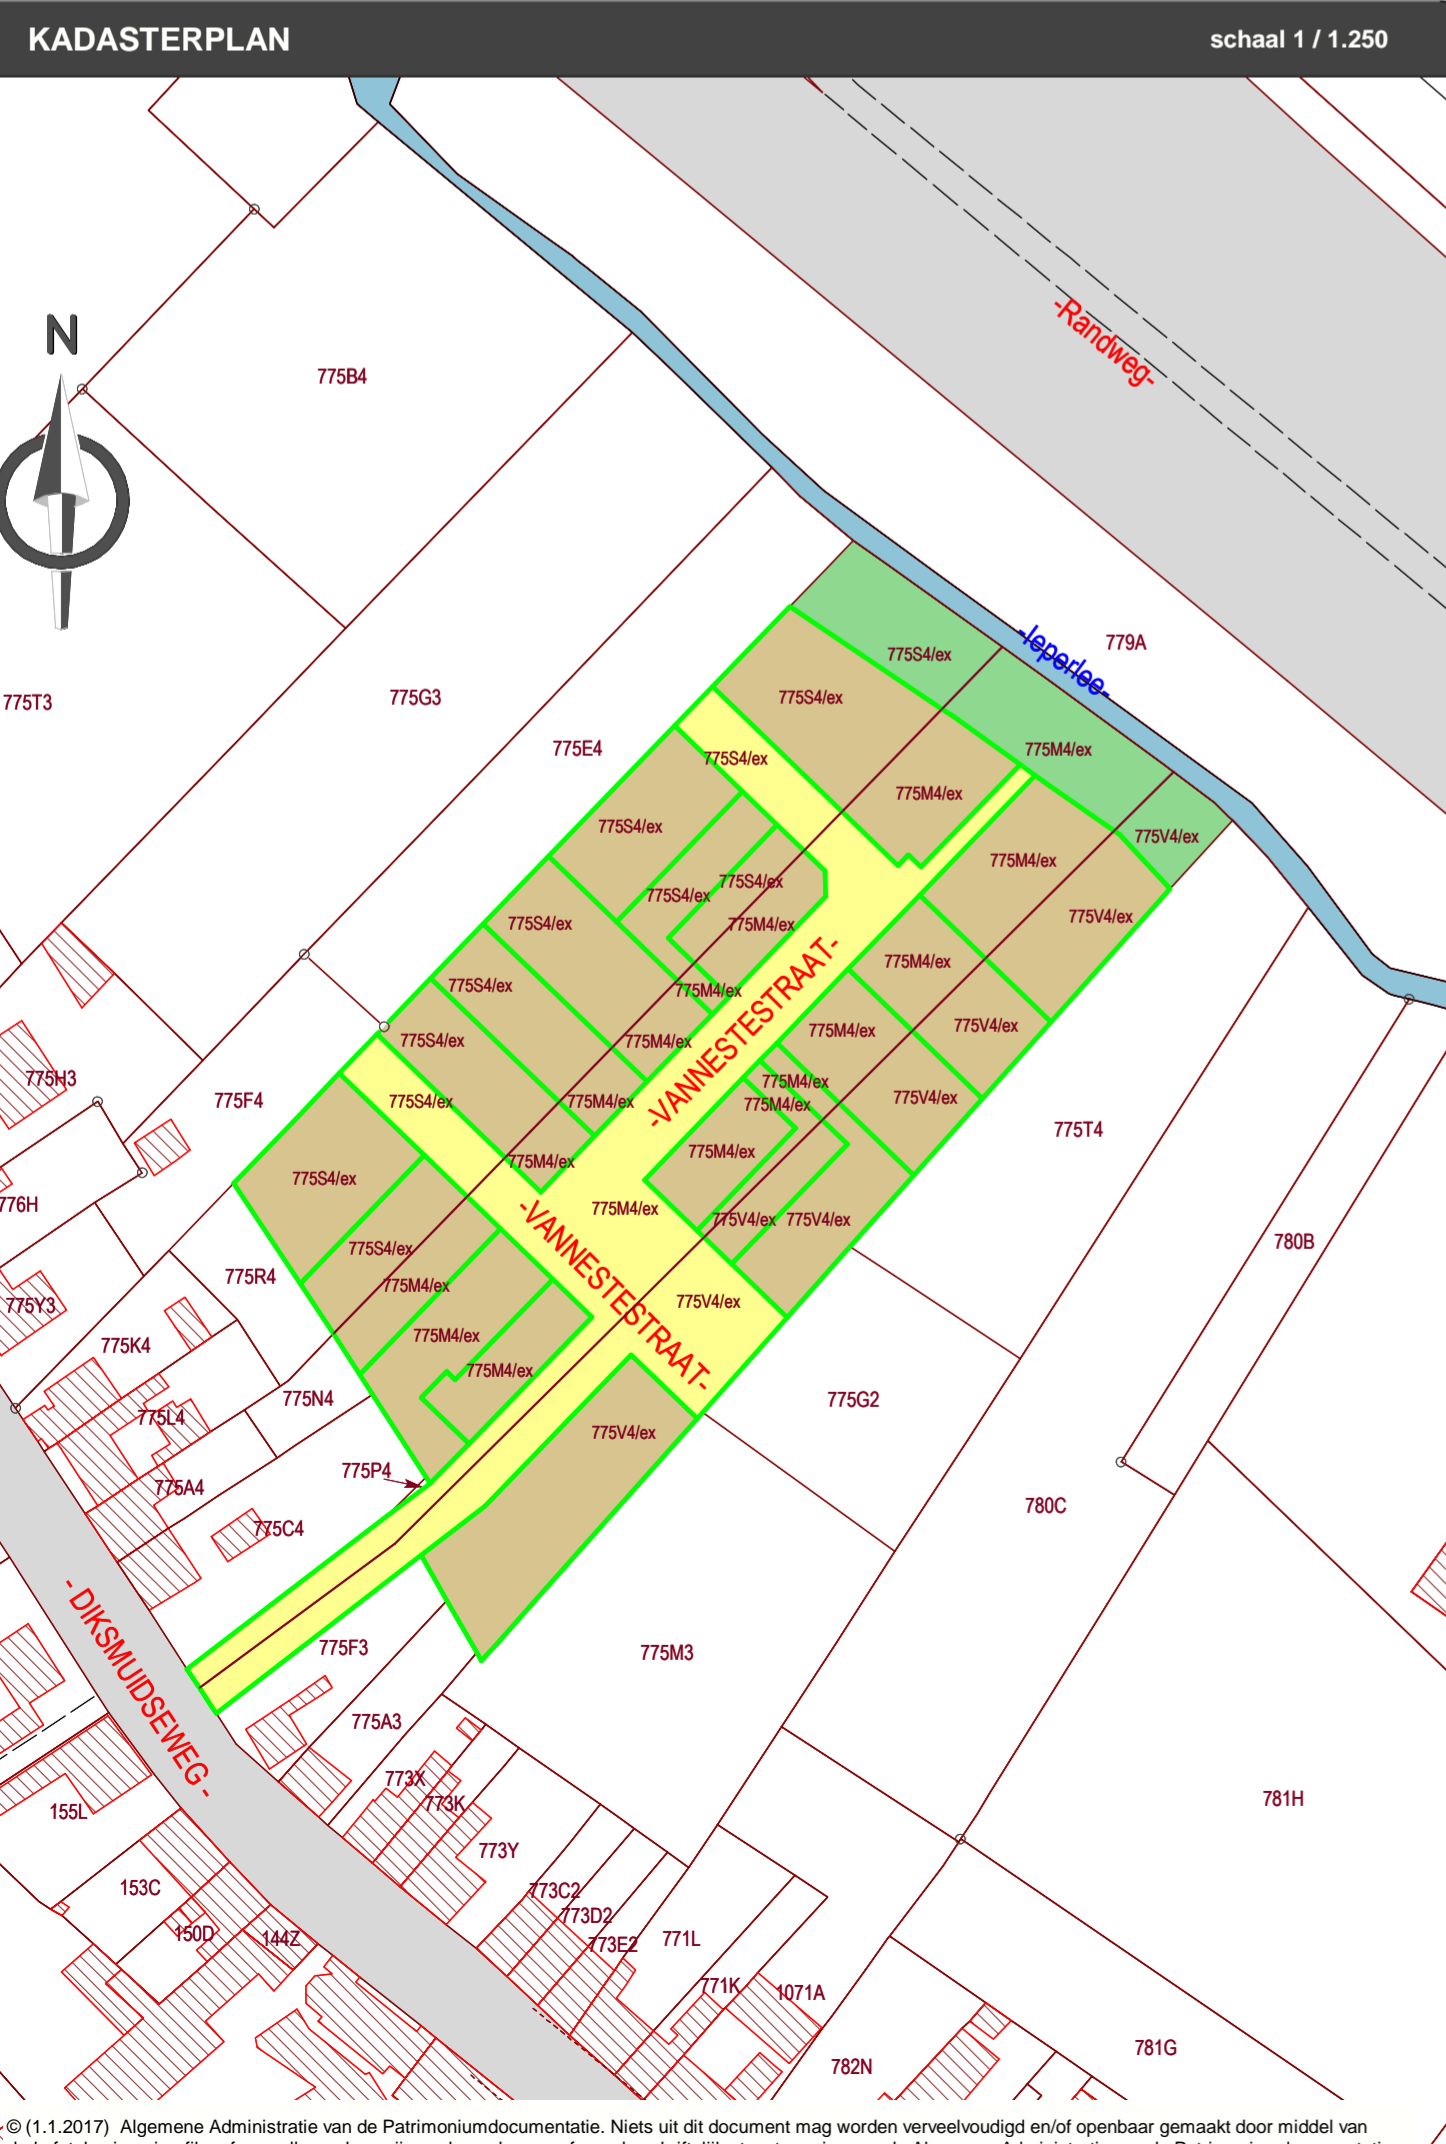 KADASTERPLAN
schaal 1 / 1.250
N
-Randweg-
775B4
-Ieperlee-
779A
775S4/ex
775T3
775G3
775S4/ex
775E4
775M4/ex
775S4/ex
775M4/ex
775S4/ex
775V4/ex
775M4/ex
775S4/ex
775S4/ex
775V4/ex
775S4/ex
775M4/ex
775M4/ex
775S4/ex
775M4/ex
-VANNESTESTRAAT-
775V4/ex
775M4/ex
775S4/ex
775M4/ex
775H3
775M4/ex
775V4/ex
775F4
775S4/ex
775M4/ex
775M4/ex
775T4
775M4/ex
775M4/ex
775S4/ex
776H
775M4/ex
775V4/ex
775V4/ex
780B
775S4/ex
-VANNESTESTRAAT-
775R4
775M4/ex
775Y3
775V4/ex
775K4
775M4/ex
775M4/ex
775N4
775G2
775L4
775V4/ex
775P4
775A4
780C
775C4
- DIKSMUIDSEWEG -
775F3
775M3
775A3
773X
781H
773K
155L
773Y
153C
773C2
773D2
150D
144Z
773E2
771L
771K
1071A
781G
782N
© (1.1.2017) Algemene Administratie van de Patrimoniumdocumentatie. Niets uit dit document mag worden verveelvoudigd en/of openbaar gemaakt door middel van